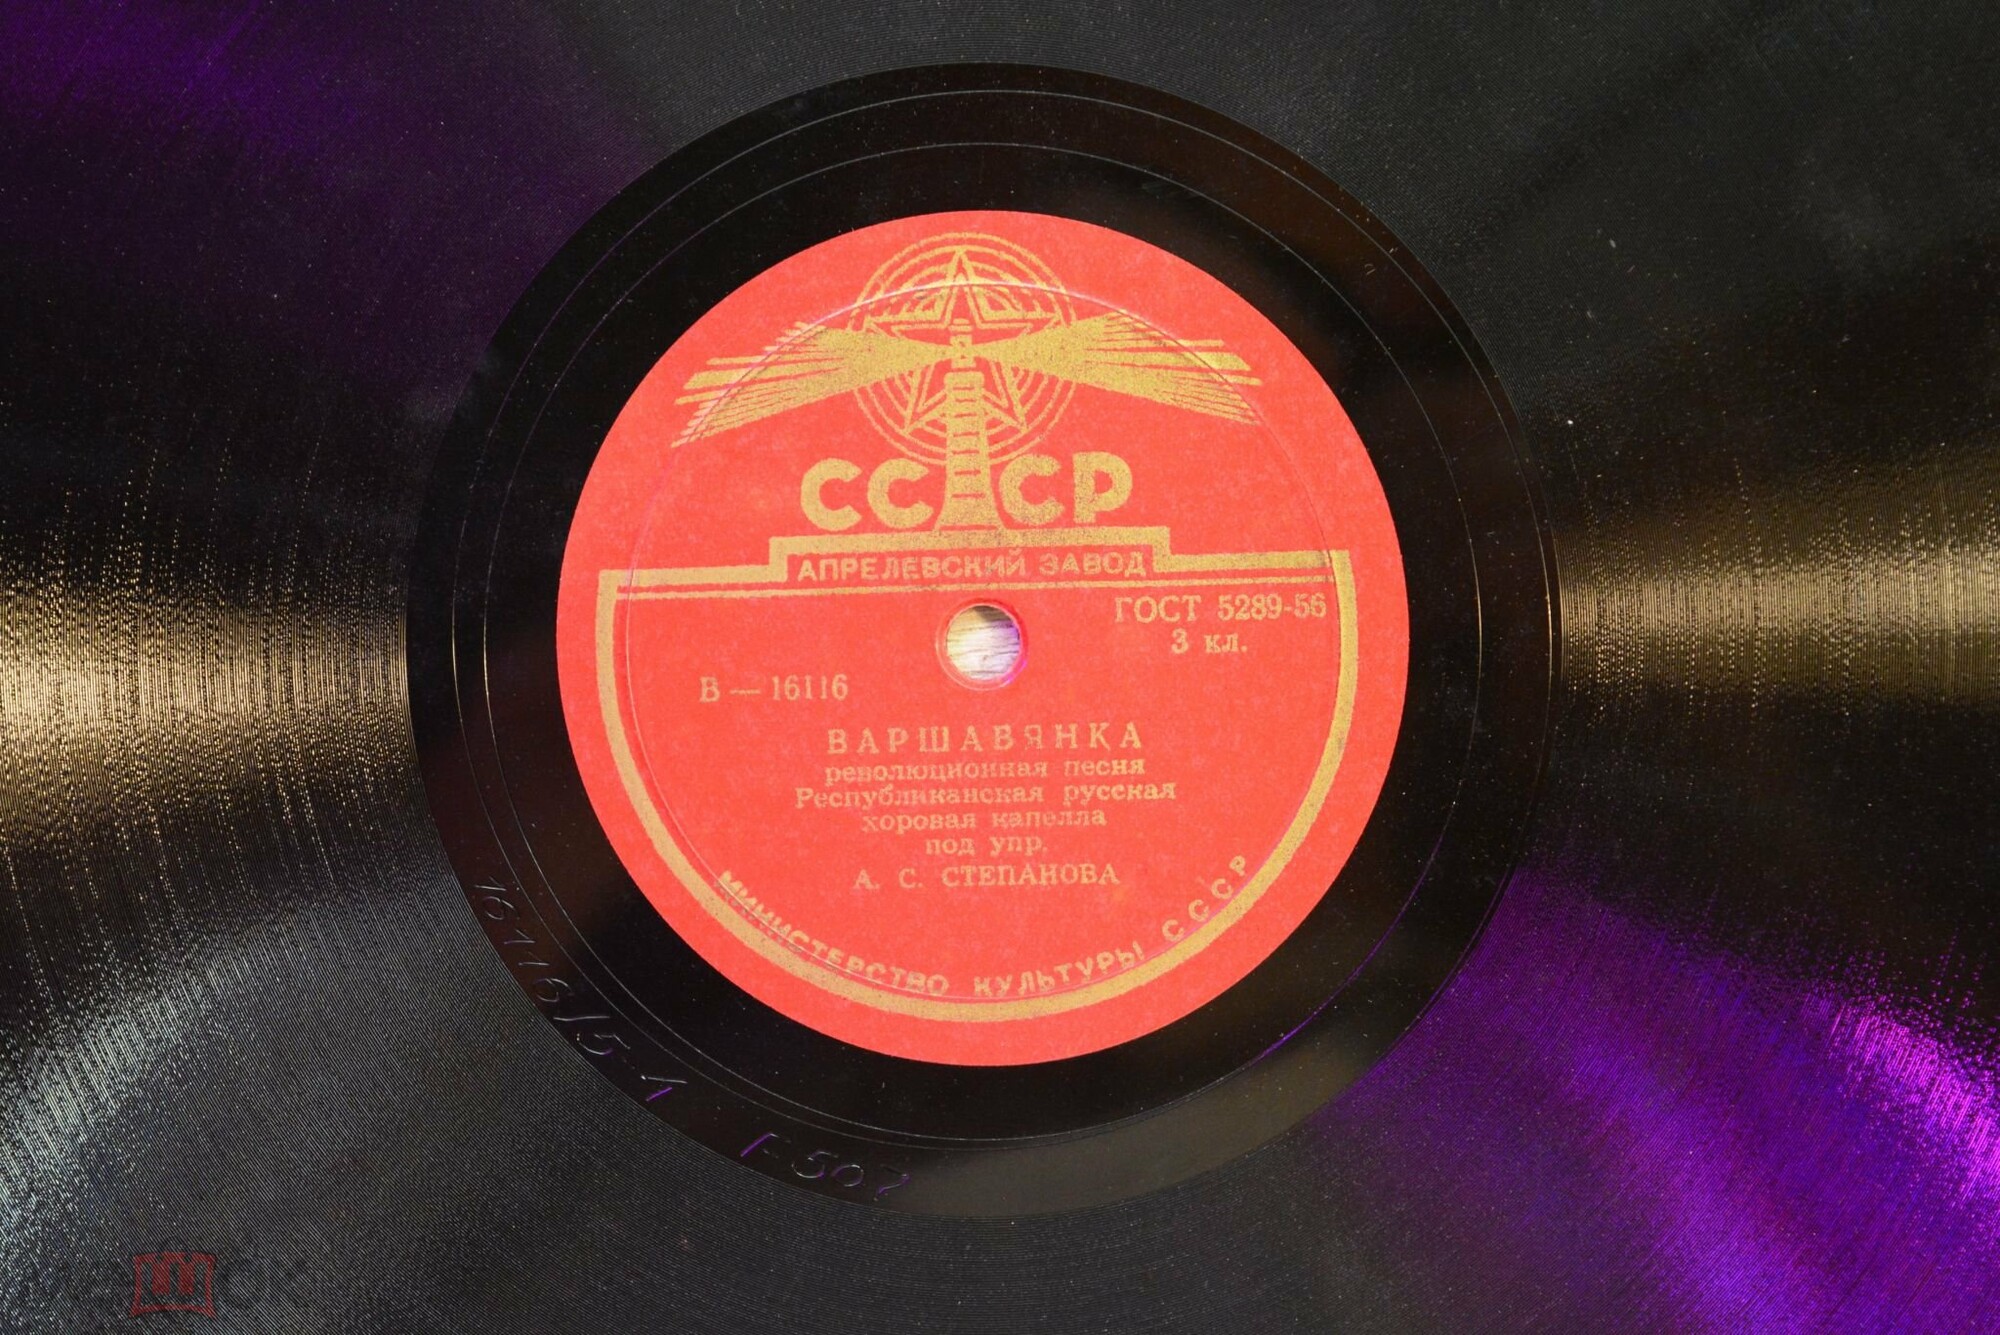 СССР
АПРЕЛЕВСКИЙ ЗАВОД
ГОСТ 5289-56
3 кл.
В — 16116
ВАРШАВЯНКА
революционная песня
Республиканская русская
хоровая капелла
под упр.
А. С. СТЕПАНОВА
МИНИСТЕРСТВО КУЛЬТУРЫ СССР
16116/5-1 Г-507